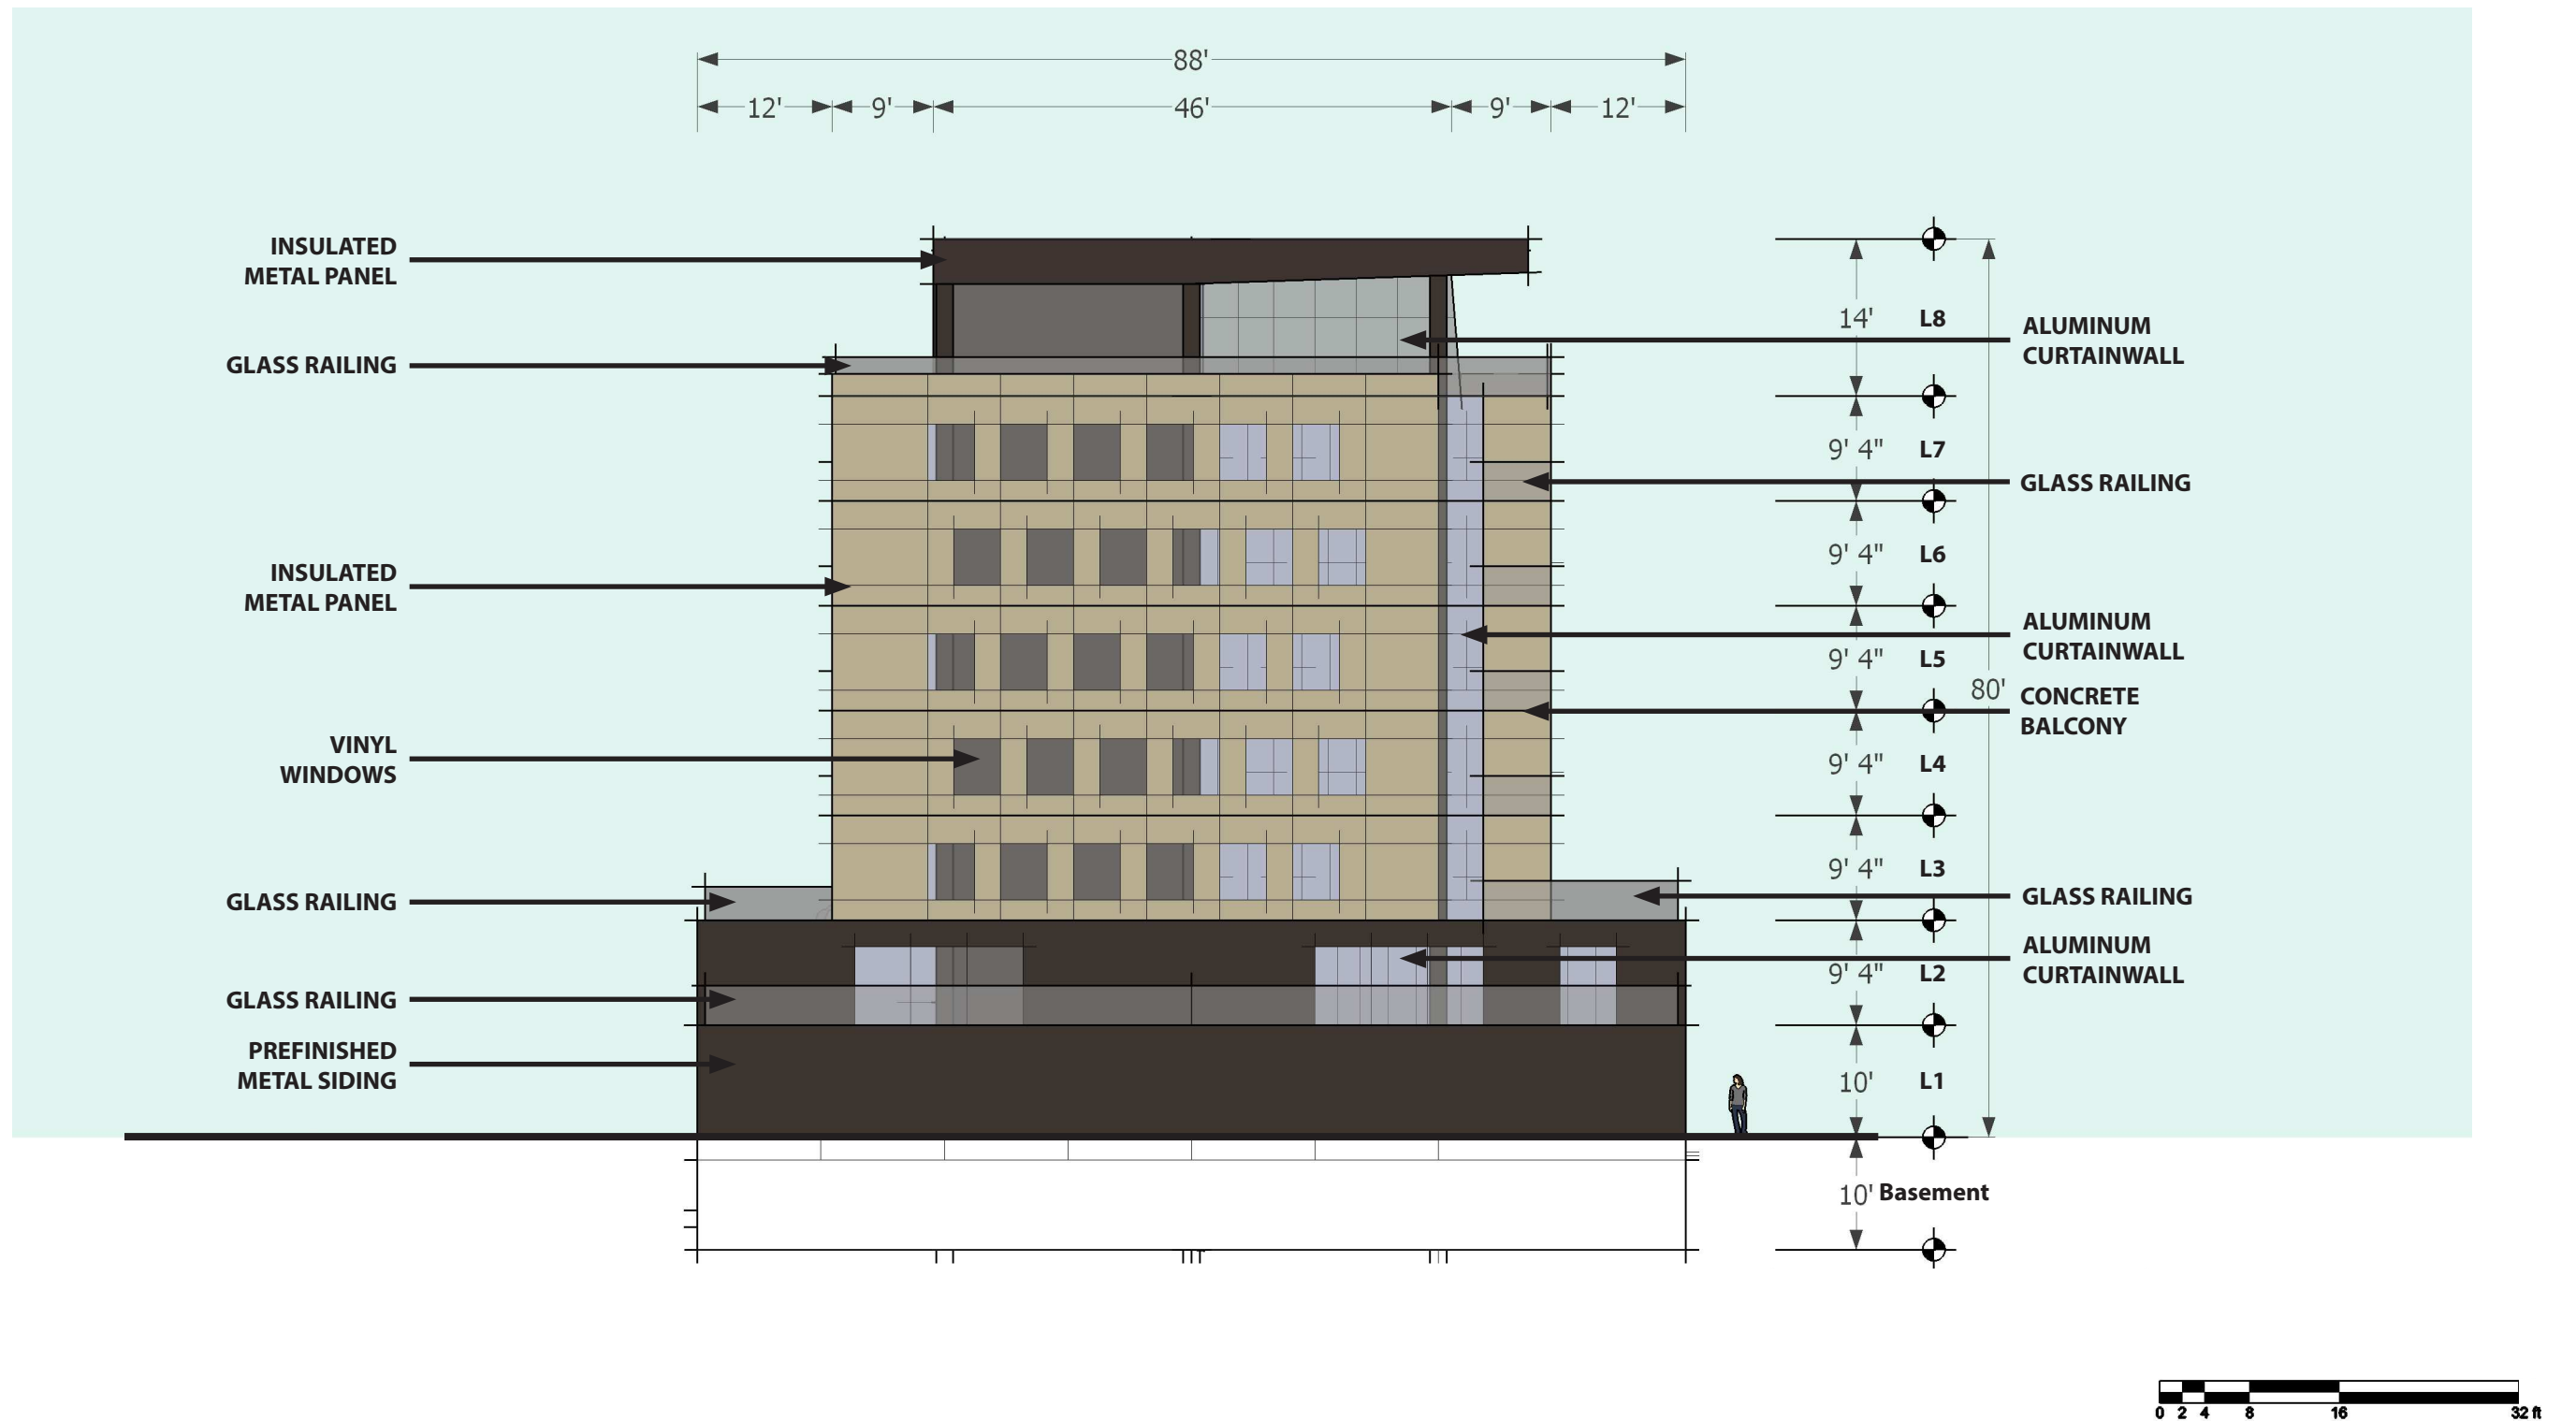 88'
12'
9'
46'
9'
12'
INSULATED
METAL PANEL
14'
L8
ALUMINUM
CURTAINWALL
GLASS RAILING
9' 4"
L7
GLASS RAILING
9' 4"
L6
INSULATED
METAL PANEL
ALUMINUM
CURTAINWALL
9' 4"
L5
80'
CONCRETE
BALCONY
VINYL
WINDOWS
9' 4"
L4
9' 4"
L3
GLASS RAILING
GLASS RAILING
ALUMINUM
CURTAINWALL
9' 4"
L2
GLASS RAILING
PREFINISHED
METAL SIDING
10'
L1
10'
Basement
0 2 4 8 16 32 ft